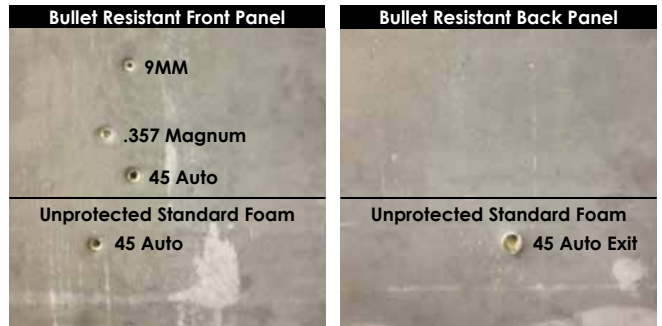 Bullet Resistant Front Panel
9MM
.357 Magnum
45 Auto
Unprotected Standard Foam
45 Auto
Bullet Resistant Back Panel
Unprotected Standard Foam
45 Auto Exit